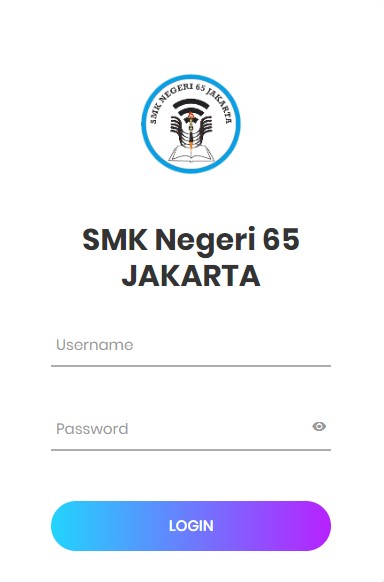 SMK NEGERI 65 JAKARTA
SMK Negeri 65
JAKARTA
Username
Password
LOGIN